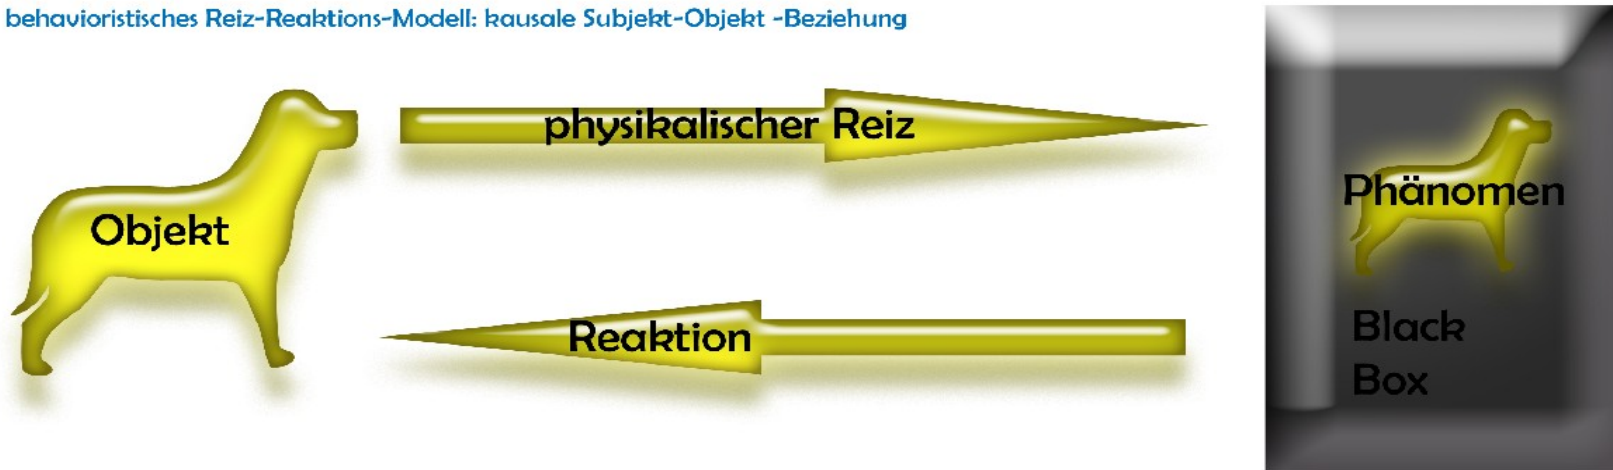 behavioristisches Reiz-Reaktions-Modell: kausale Subjekt-Objekt -Beziehung
physikalischer Reiz
Objekt
Phänomen
Reaktion
Black
Box